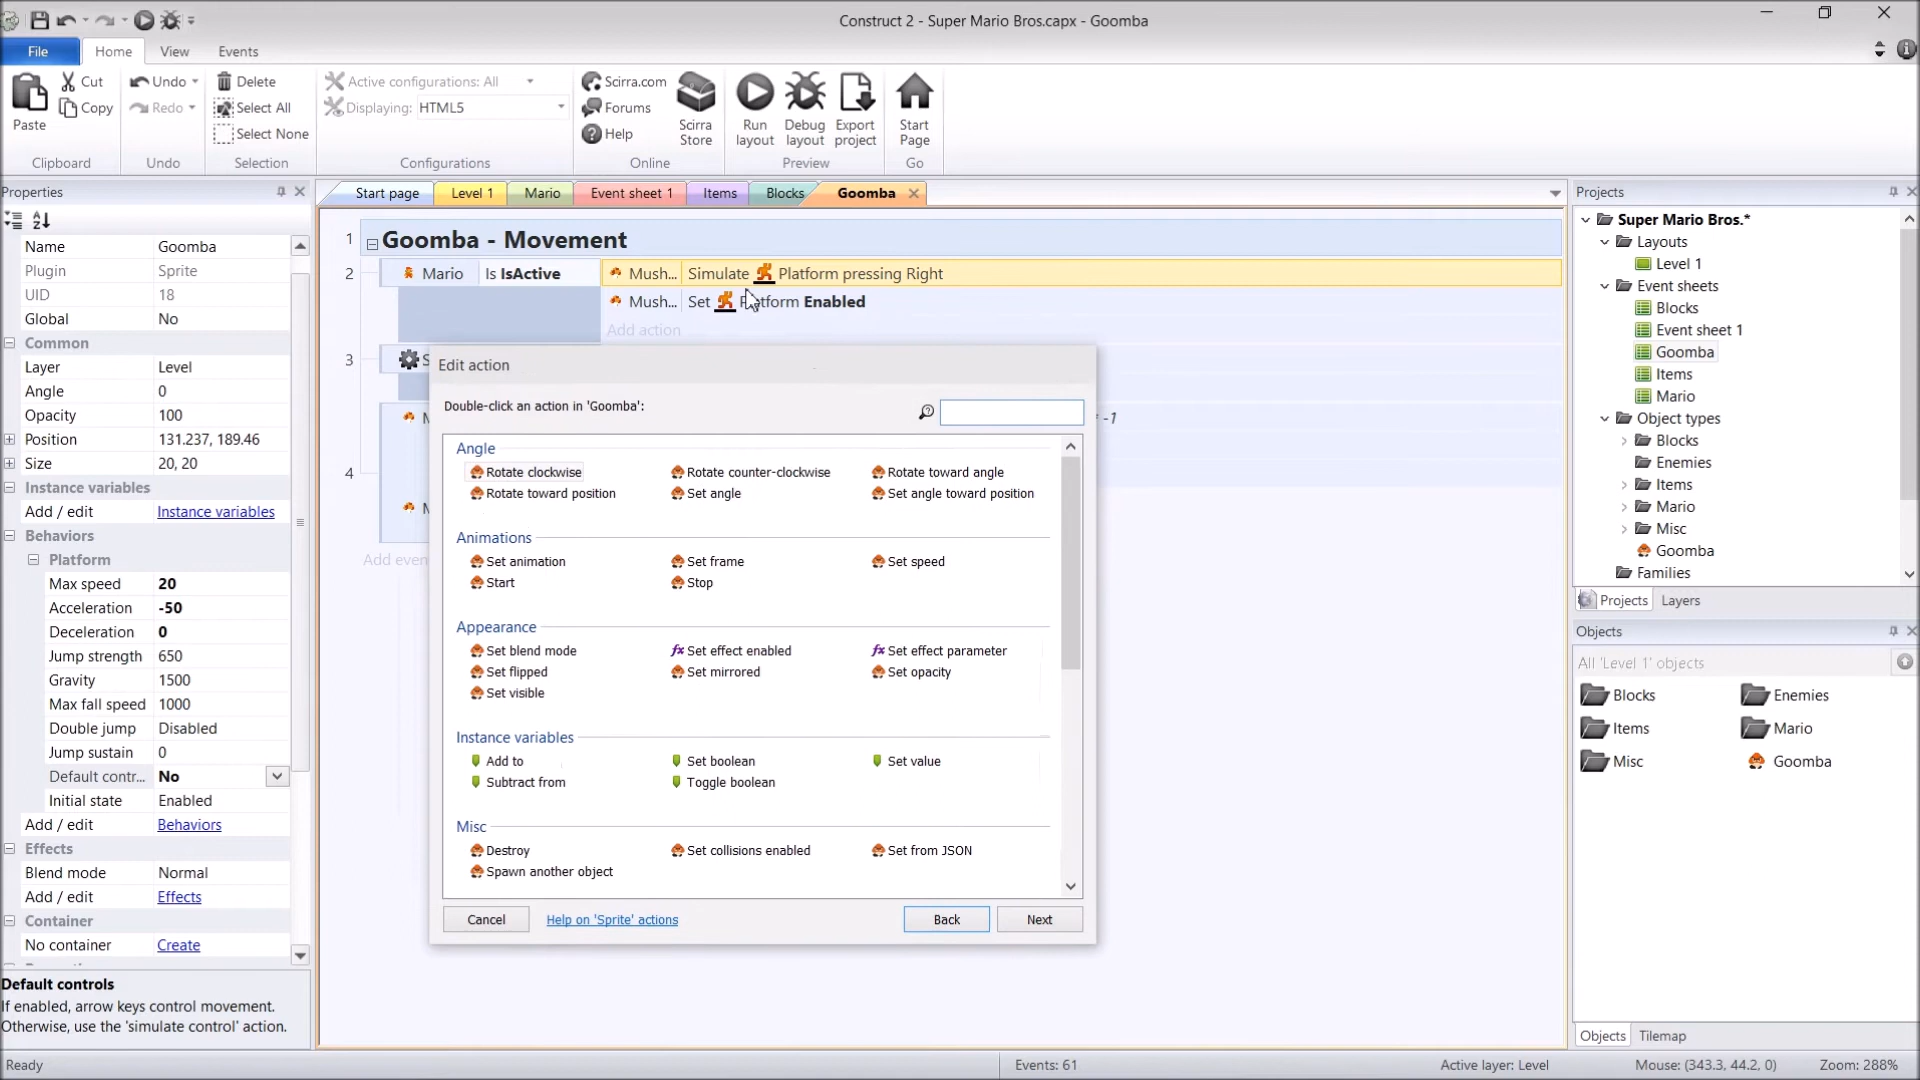 Construct 2 - Super Mario Bros.capx - Goomba
File
Home
View
Events
Paste
Cut
Copy
Clipboard
Undo
Redo
Undo
Delete
Select All
Select None
Selection
Active configurations: All
Displaying: HTML5
Configurations
Scirra.com
Forums
Help
Scirra
Store
Online
Run
layout
Debug
layout
Export
project
Preview
Start
Page
Go
Properties
Name Goomba
Plugin Sprite
UID 18
Global No
Common
Layer Level
Angle 0
Opacity 100
Position 131.237, 189.46
Size 20, 20
Instance variables
Add / edit Instance variables
Behaviors
Platform
Max speed 20
Acceleration -50
Deceleration 0
Jump strength 650
Gravity 1500
Max fall speed 1000
Double jump Disabled
Jump sustain 0
Default contr... No
Initial state Enabled
Add / edit Behaviors
Effects
Blend mode Normal
Add / edit Effects
Container
No container Create
Default controls
If enabled, arrow keys control movement.
Otherwise, use the 'simulate control' action.
Start page
Level 1
Mario
Event sheet 1
Items
Blocks
Goomba
1 Goomba - Movement
2 Mario Is IsActive Mush... Simulate Platform pressing Right
Mush... Set Platform Enabled
Add action
3 S
M -1
4
M
Add even
Edit action
Double-click an action in 'Goomba':
Angle
Rotate clockwise Rotate counter-clockwise Rotate toward angle
Rotate toward position Set angle Set angle toward position
Animations
Set animation Set frame Set speed
Start Stop
Appearance
Set blend mode fx Set effect enabled fx Set effect parameter
Set flipped Set mirrored Set opacity
Set visible
Instance variables
Add to Set boolean Set value
Subtract from Toggle boolean
Misc
Destroy Set collisions enabled Set from JSON
Spawn another object
Cancel Help on 'Sprite' actions Back Next
Projects
Super Mario Bros.*
Layouts
Level 1
Event sheets
Blocks
Event sheet 1
Goomba
Items
Mario
Object types
Blocks
Enemies
Items
Mario
Misc
Goomba
Families
Projects Layers
Objects
All 'Level 1' objects
Blocks Enemies
Items Mario
Misc Goomba
Objects Tilemap
Ready Events: 61 Active layer: Level Mouse: (343.3, 44.2, 0) Zoom: 288%